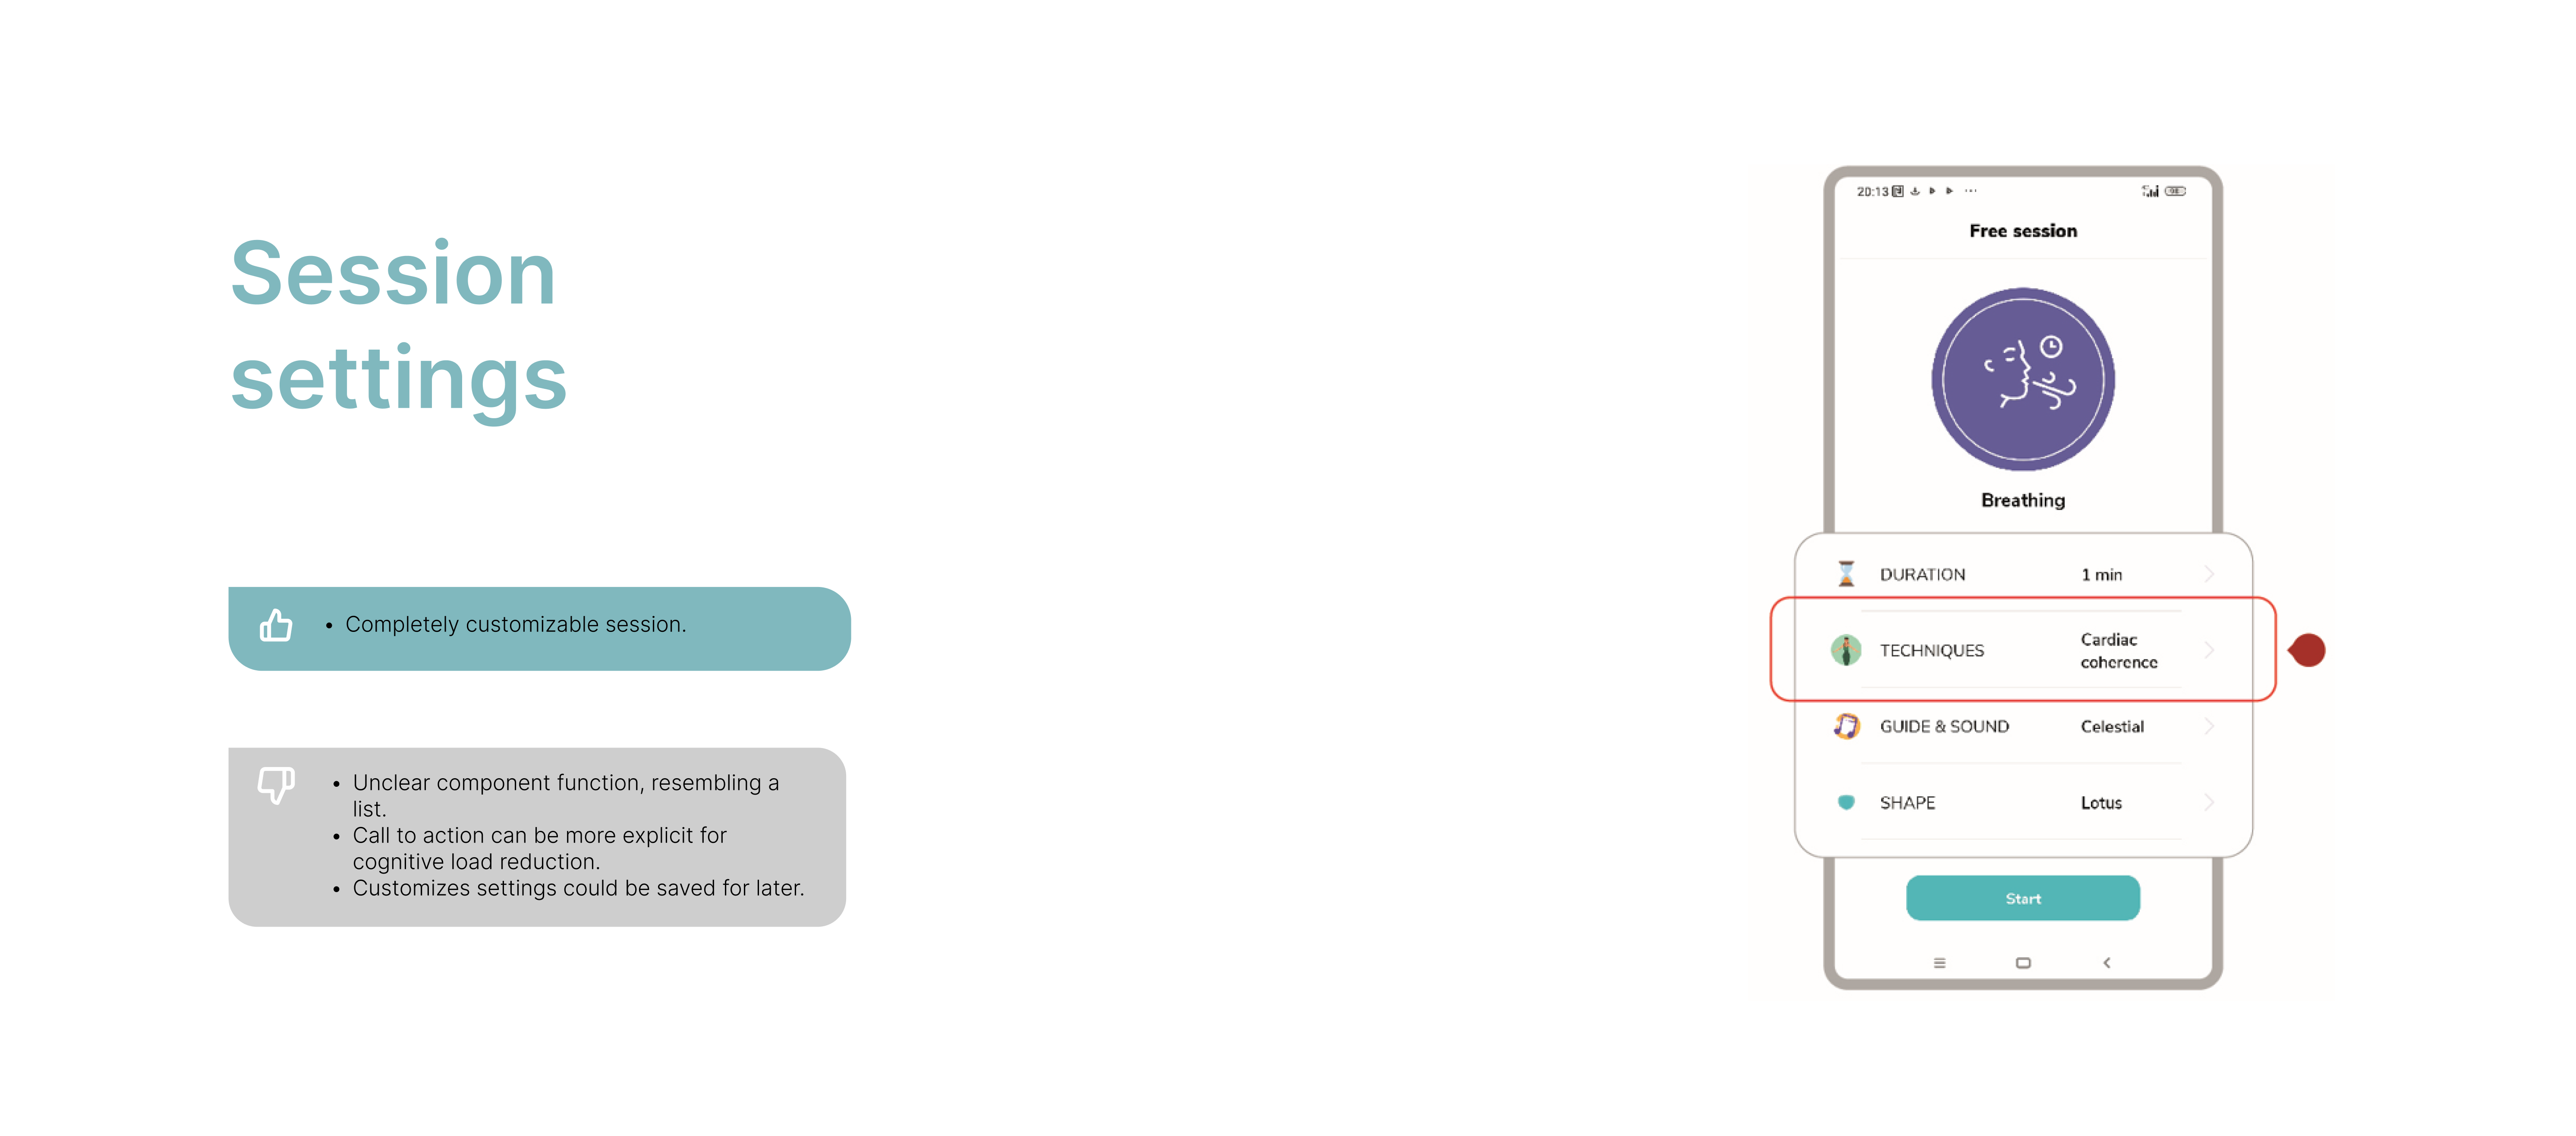 Session
settings
• Completely customizable session.
• Unclear component function, resembling a
list.
• Call to action can be more explicit for
cognitive load reduction.
• Customizes settings could be saved for later.
20:13
Free session
Breathing
DURATION 1 min
TECHNIQUES Cardiac
coherence
GUIDE & SOUND Celestial
SHAPE Lotus
Start